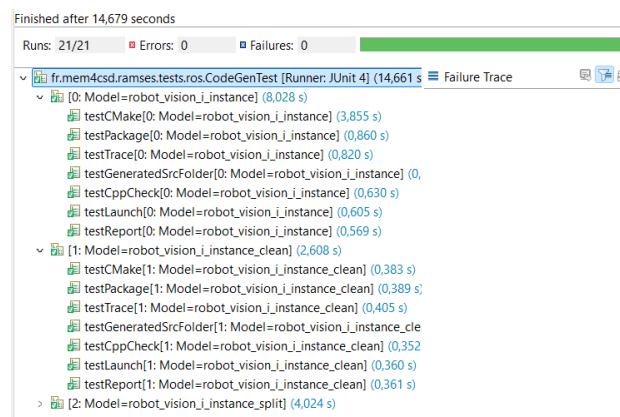 Finished after 14,679 seconds
Runs: 21/21 Errors: 0 Failures: 0
fr.mem4csd.ramses.tests.ros.CodeGenTest [Runner: JUnit 4] (14,661 s Failure Trace
[0: Model=robot_vision_i_instance] (8,028 s)
testCMake[0: Model=robot_vision_i_instance] (3,855 s)
testPackage[0: Model=robot_vision_i_instance] (0,860 s)
testTrace[0: Model=robot_vision_i_instance] (0,820 s)
testGeneratedSrcFolder[0: Model=robot_vision_i_instance] (0,
testCppCheck[0: Model=robot_vision_i_instance] (0,630 s)
testLaunch[0: Model=robot_vision_i_instance] (0,605 s)
testReport[0: Model=robot_vision_i_instance] (0,569 s)
[1: Model=robot_vision_i_instance_clean] (2,608 s)
testCMake[1: Model=robot_vision_i_instance_clean] (0,383 s)
testPackage[1: Model=robot_vision_i_instance_clean] (0,389 s)
testTrace[1: Model=robot_vision_i_instance_clean] (0,405 s)
testGeneratedSrcFolder[1: Model=robot_vision_i_instance_cle
testCppCheck[1: Model=robot_vision_i_instance_clean] (0,352
testLaunch[1: Model=robot_vision_i_instance_clean] (0,360 s)
testReport[1: Model=robot_vision_i_instance_clean] (0,361 s)
[2: Model=robot_vision_i_instance_split] (4,024 s)